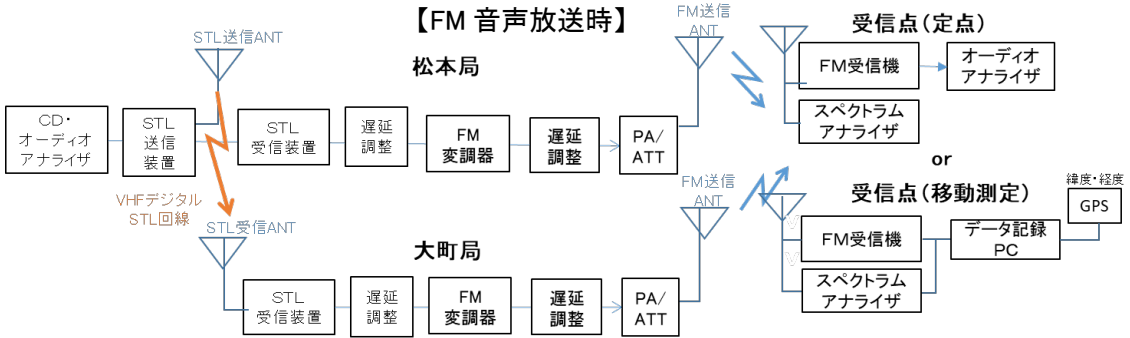 【FM 音声放送時】
STL送信ANT
松本局
CD・
オーディオ
アナライザ
STL
送信
装置
STL
受信装置
遅延
調整
FM
変調器
遅延
調整
PA/
ATT
FM送信
ANT
VHFデジタル
STL回線
STL受信ANT
大町局
STL
受信装置
遅延
調整
FM
変調器
遅延
調整
PA/
ATT
FM送信
ANT
受信点(定点)
FM受信機
オーディオ
アナライザ
スペクトラム
アナライザ
or
受信点(移動測定)
FM受信機
スペクトラム
アナライザ
データ記録
PC
緯度・経度
GPS